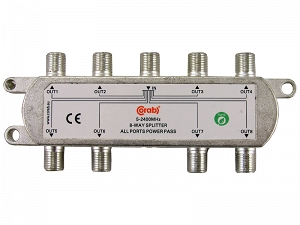 OUT1 OUT2 IN OUT3 OUT4
Corab
5-2400MHz
8-WAY SPLITTER
ALL PORTS POWER PASS
CE
OUT5 OUT6 OUT7 OUT8